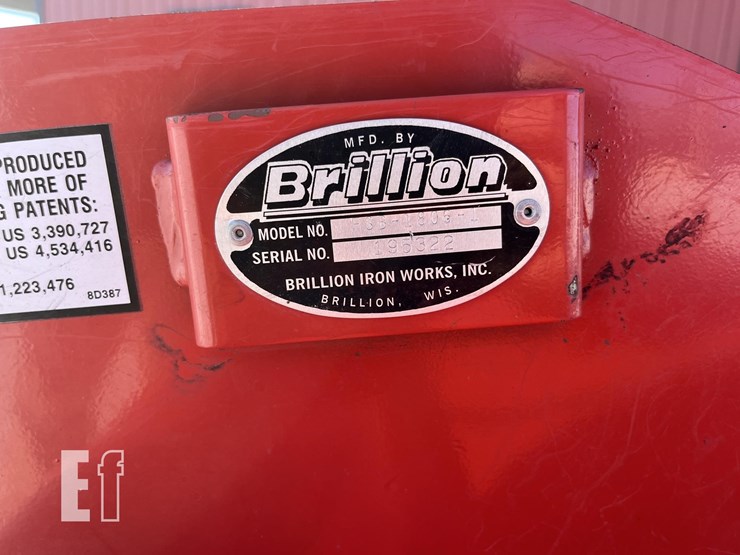 PRODUCED
MORE OF
G PATENTS:
US 3,390,727
US 4,534,416
1,223,476
8D387
MFD. BY
Brillion
MODEL NO.
SERIAL NO. 195322
BRILLION IRON WORKS, INC.
BRILLION, WIS.
Ef